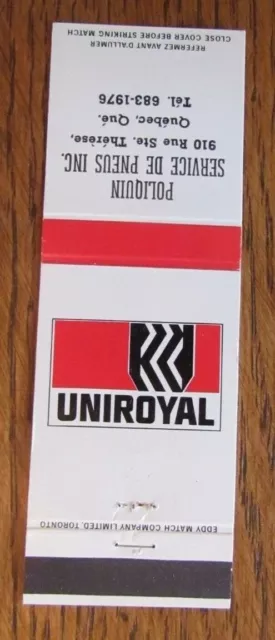 REFERMEZ AVANT D'ALLUMER
CLOSE COVER BEFORE STRIKING MATCH
POLIQUIN
SERVICE DE PNEUS INC.
910 Rue Ste. Thérèse,
Québec, Qué.
Tél. 683-1976
UNIROYAL
EDDY MATCH COMPANY LIMITED, TORONTO